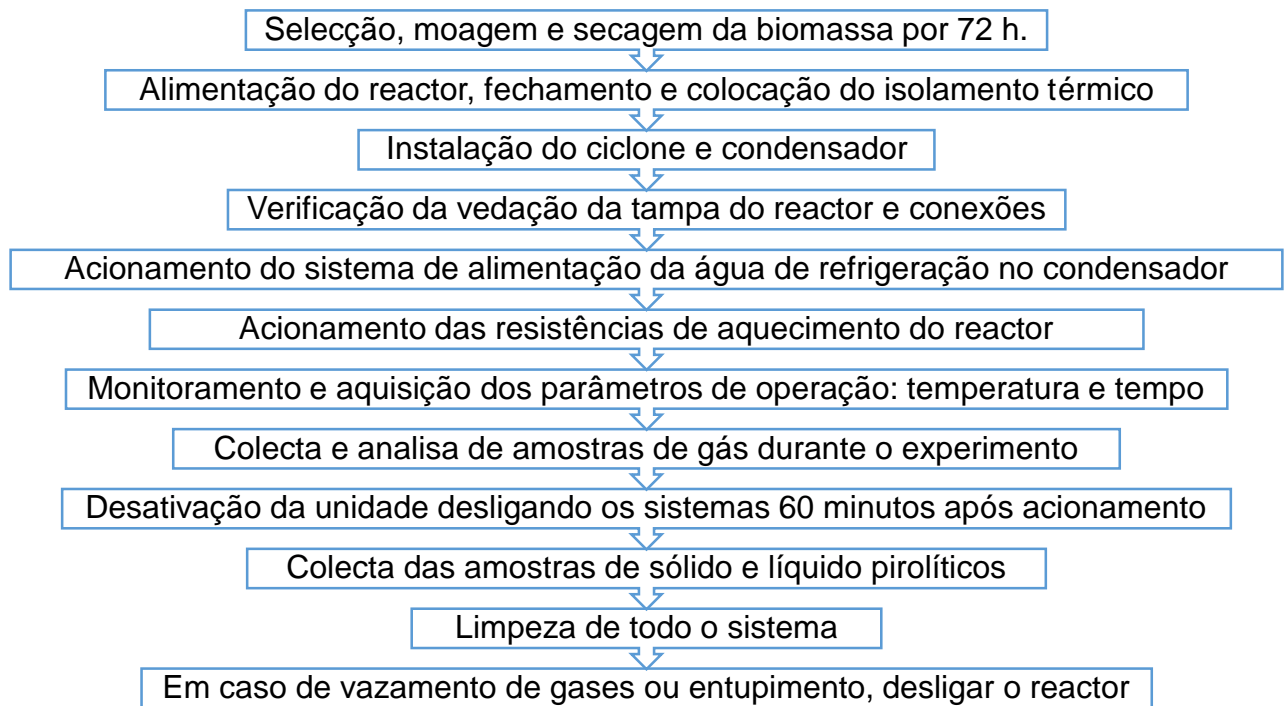 Selecção, moagem e secagem da biomassa por 72 h.
Alimentação do reactor, fechamento e colocação do isolamento térmico
Instalação do ciclone e condensador
Verificação da vedação da tampa do reactor e conexões
Acionamento do sistema de alimentação da água de refrigeração no condensador
Acionamento das resistências de aquecimento do reactor
Monitoramento e aquisição dos parâmetros de operação: temperatura e tempo
Colecta e analisa de amostras de gás durante o experimento
Desativação da unidade desligando os sistemas 60 minutos após acionamento
Colecta das amostras de sólido e líquido pirolíticos
Limpeza de todo o sistema
Em caso de vazamento de gases ou entupimento, desligar o reactor